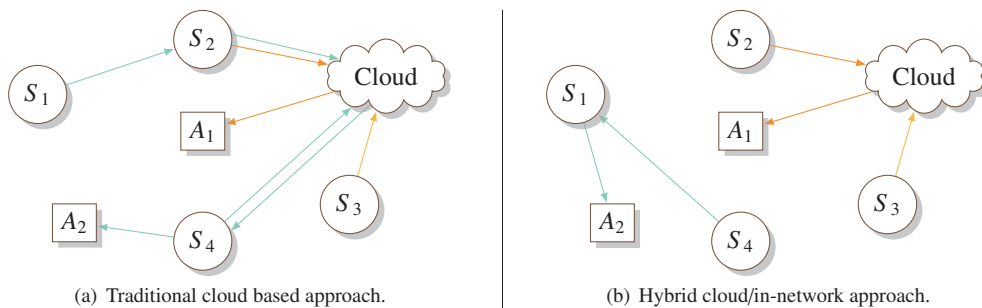 S1
S2
Cloud
A1
A2
S4
S3
(a) Traditional cloud based approach.
S1
S2
Cloud
A1
A2
S4
S3
(b) Hybrid cloud/in-network approach.